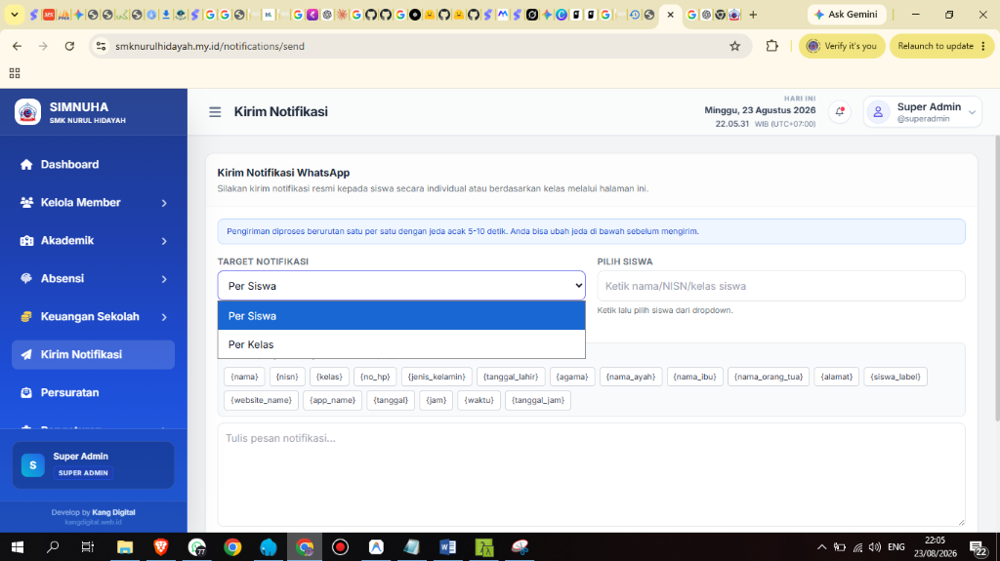 Ask Gemini
smknurulhidayah.my.id/notifications/send
Verify it's you
Relaunch to update
SIMNUHA
SMK NURUL HIDAYAH
Kirim Notifikasi
HARI INI
Minggu, 23 Agustus 2026
22.05.31 WIB (UTC+07:00)
Super Admin
@superadmin
Dashboard
Kelola Member
Akademik
Absensi
Keuangan Sekolah
Kirim Notifikasi
Persuratan
S
Super Admin
SUPER ADMIN
Develop by Kang Digital
kangdigital.web.id
Kirim Notifikasi WhatsApp
Silakan kirim notifikasi resmi kepada siswa secara individual atau berdasarkan kelas melalui halaman ini.
Pengiriman diproses berurutan satu per satu dengan jeda acak 5-10 detik. Anda bisa ubah jeda di bawah sebelum mengirim.
TARGET NOTIFIKASI
Per Siswa
Per Siswa
Per Kelas
PILIH SISWA
Ketik nama/NISN/kelas siswa
Ketik lalu pilih siswa dari dropdown.
{nama} {nisn} {kelas} {no_hp} {jenis_kelamin} {tanggal_lahir} {agama} {nama_ayah} {nama_ibu} {nama_orang_tua} {alamat} {siswa_label}
{website_name} {app_name} {tanggal} {jam} {waktu} {tanggal_jam}
Tulis pesan notifikasi...
77
ENG
22:05
23/08/2026
22